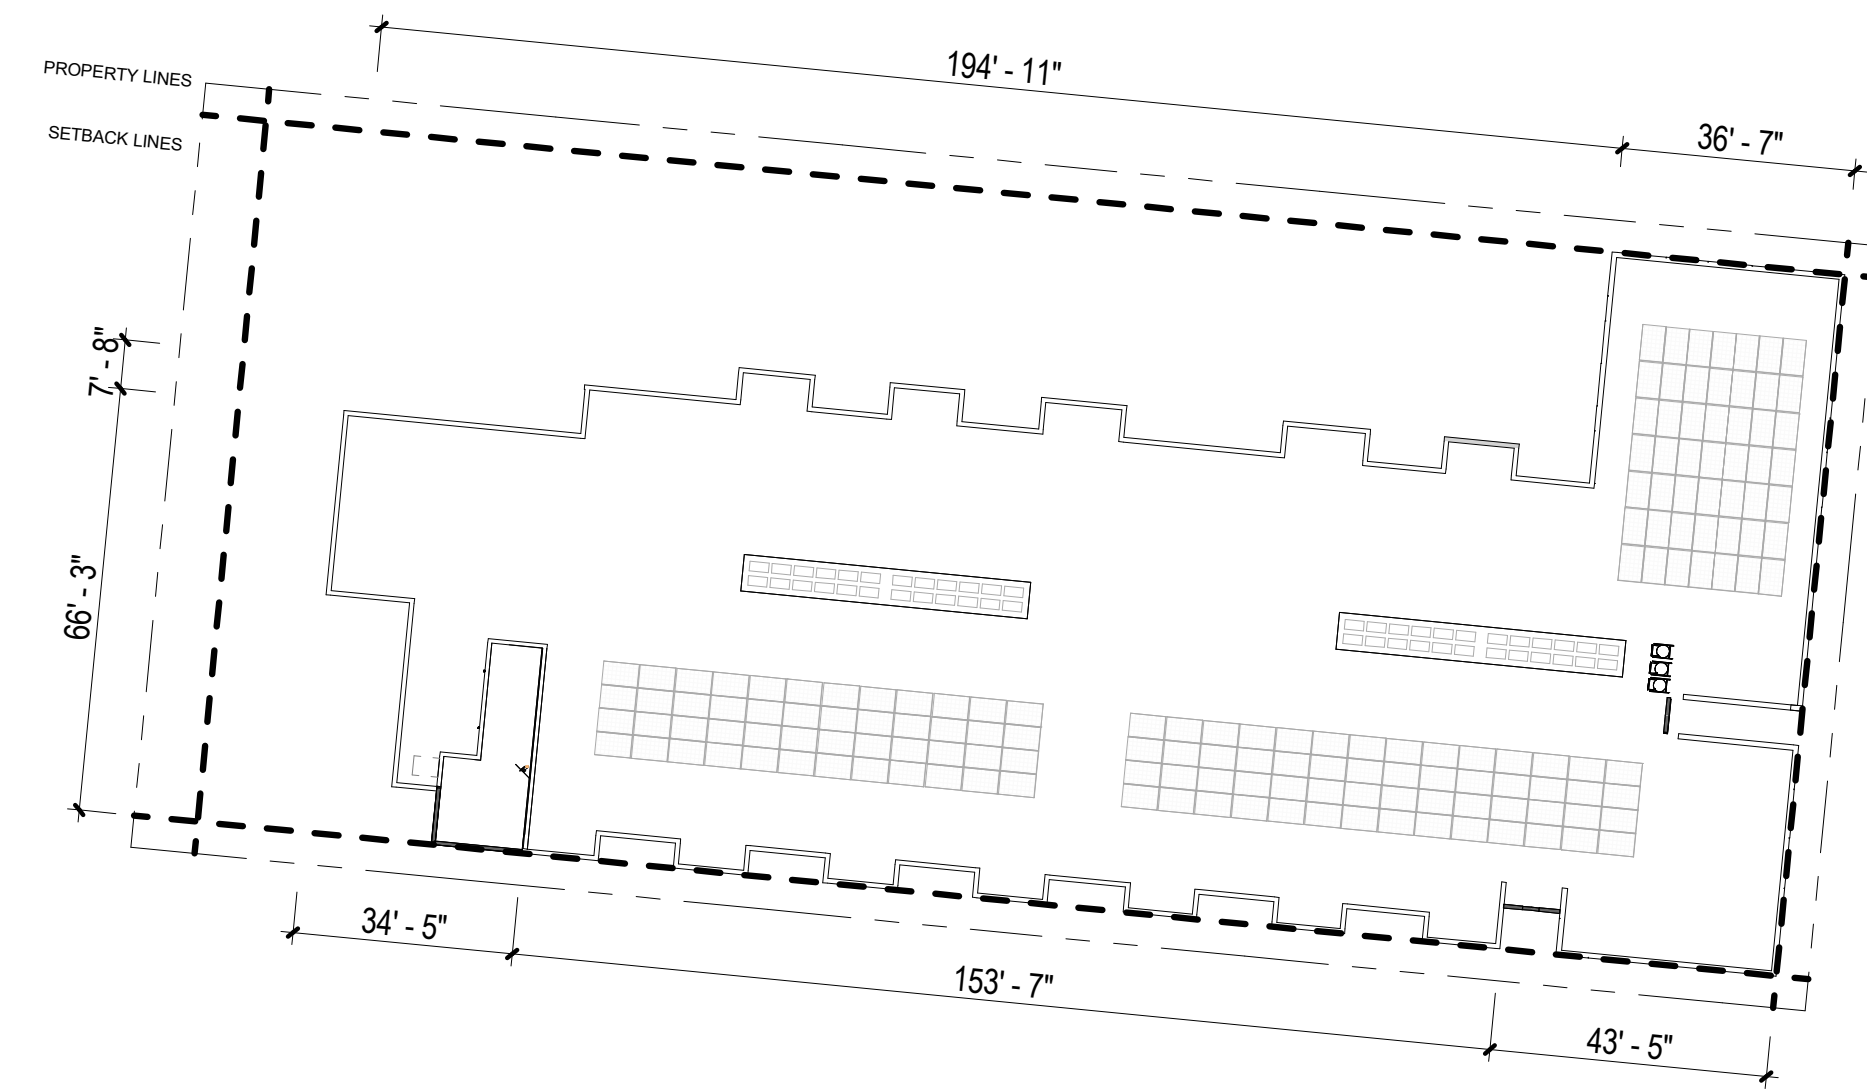 194' - 11"
PROPERTY LINES
36' - 7"
SETBACK LINES
7' - 8"
66' - 3"
34' - 5"
153' - 7"
43' - 5"